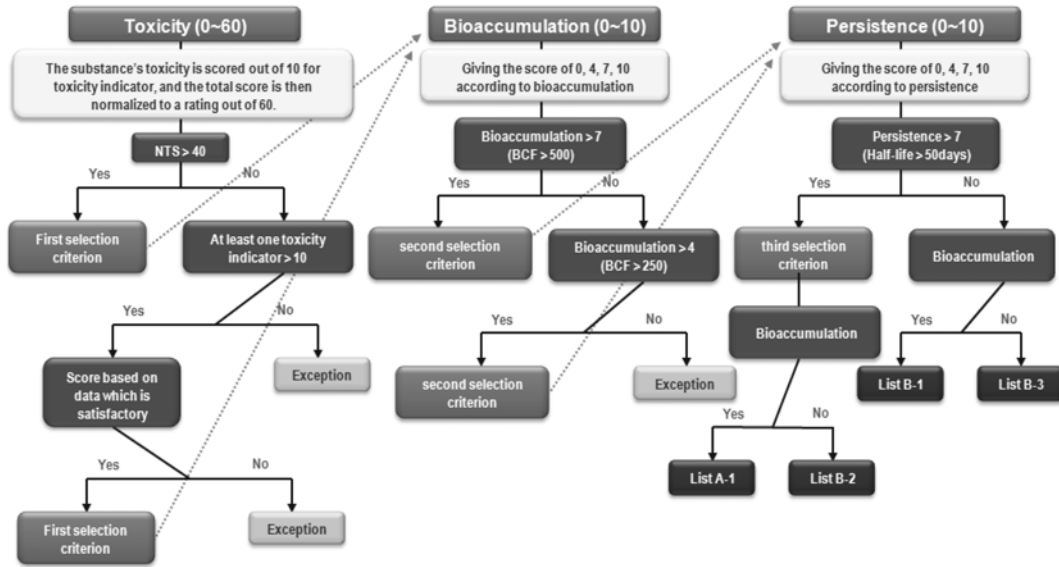 Toxicity (0~60)
The substance's toxicity is scored out of 10 for
toxicity indicator, and the total score is then
normalized to a rating out of 60.
NTS > 40
Yes
No
First selection
criterion
At least one toxicity
indicator > 10
Yes
No
Score based on
data which is
satisfactory
Exception
Yes
No
First selection
criterion
Exception
Bioaccumulation (0~10)
Giving the score of 0, 4, 7, 10
according to bioaccumulation
Bioaccumulation > 7
(BCF > 500)
Yes
No
second selection
criterion
Bioaccumulation > 4
(BCF > 250)
Yes
No
second selection
criterion
Exception
Persistence (0~10)
Giving the score of 0, 4, 7, 10
according to persistence
Persistence > 7
(Half-life > 50days)
Yes
No
third selection
criterion
Bioaccumulation
Bioaccumulation
Yes
No
List B-1
List B-3
Yes
No
List A-1
List B-2